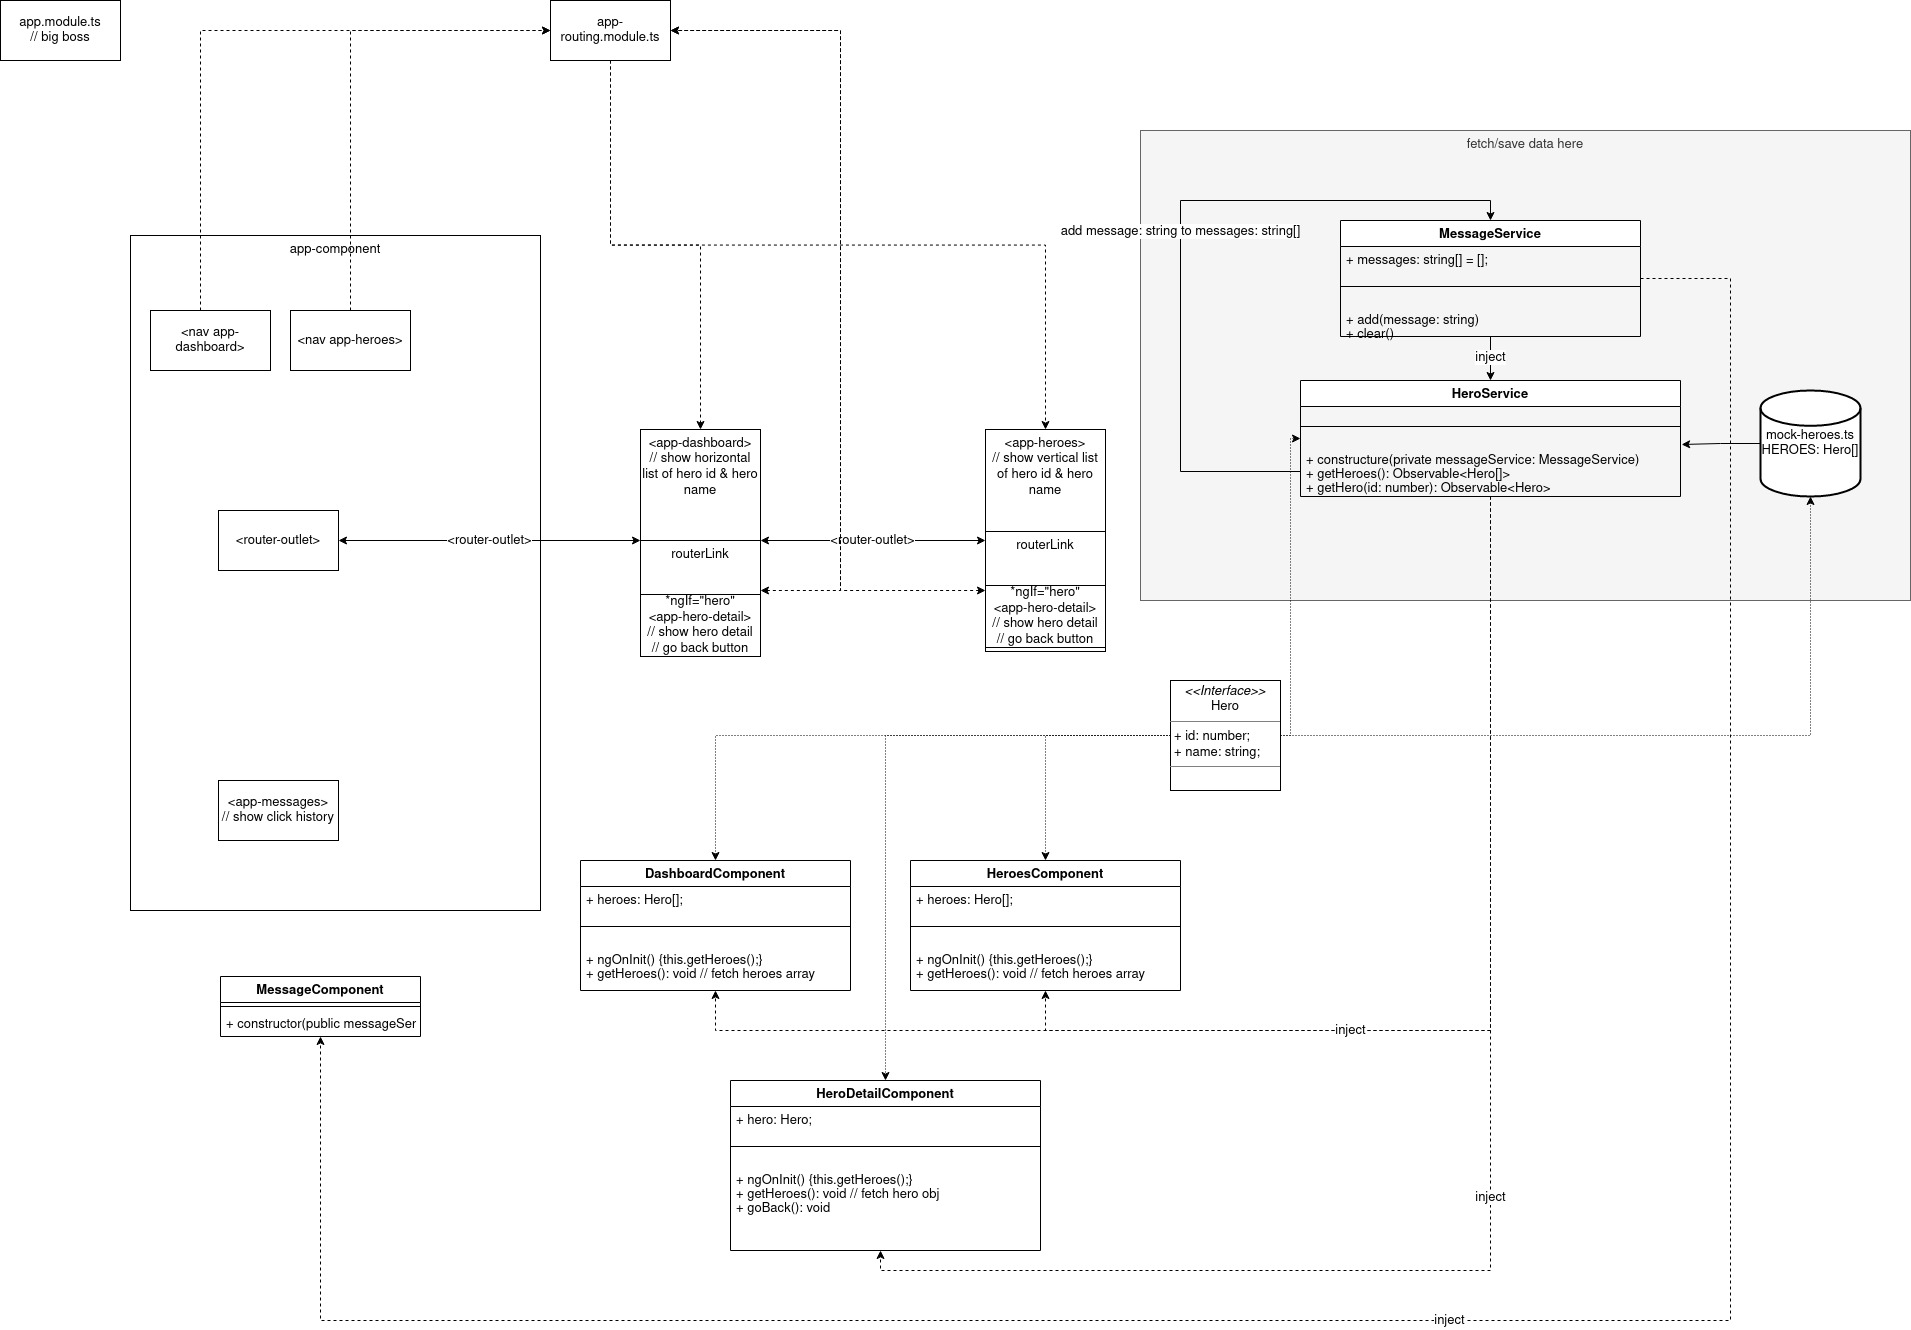 app.module.ts
// big boss
app-
routing.module.ts
fetch/save data here
add message: string to messages: string[]
MessageService
+ messages: string[] = [];
+ add(message: string)
+ clear()
inject
HeroService
+ constructure(private messageService: MessageService)
+ getHeroes(): Observable<Hero[]>
+ getHero(id: number): Observable<Hero>
mock-heroes.ts
HEROES: Hero[]
app-component
<nav app-
dashboard>
<nav app-heroes>
<router-outlet>
<router-outlet>
<app-messages>
// show click history
<app-dashboard>
// show horizontal
list of hero id & hero
name
routerLink
*ngIf="hero"
<app-hero-detail>
// show hero detail
// go back button
<router-outlet>
<app-heroes>
// show vertical list
of hero id & hero
name
routerLink
*ngIf="hero"
<app-hero-detail>
// show hero detail
// go back button
<<Interface>>
Hero
+ id: number;
+ name: string;
DashboardComponent
+ heroes: Hero[];
+ ngOnInit() {this.getHeroes();}
+ getHeroes(): void // fetch heroes array
HeroesComponent
+ heroes: Hero[];
+ ngOnInit() {this.getHeroes();}
+ getHeroes(): void // fetch heroes array
MessageComponent
+ constructor(public messageSer
inject
HeroDetailComponent
+ hero: Hero;
+ ngOnInit() {this.getHeroes();}
+ getHeroes(): void // fetch hero obj
+ goBack(): void
inject
inject